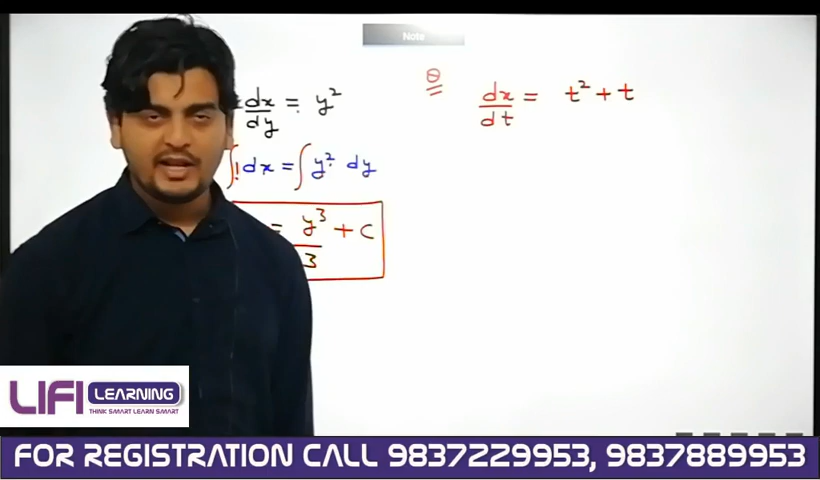 Note
dx/dy = y²
∫1 dx = ∫ y² dy
= y³/3 + C
Q
dx/dt = t² + t
LIFI LEARNING
THINK SMART LEARN SMART
FOR REGISTRATION CALL 9837229953, 9837889953